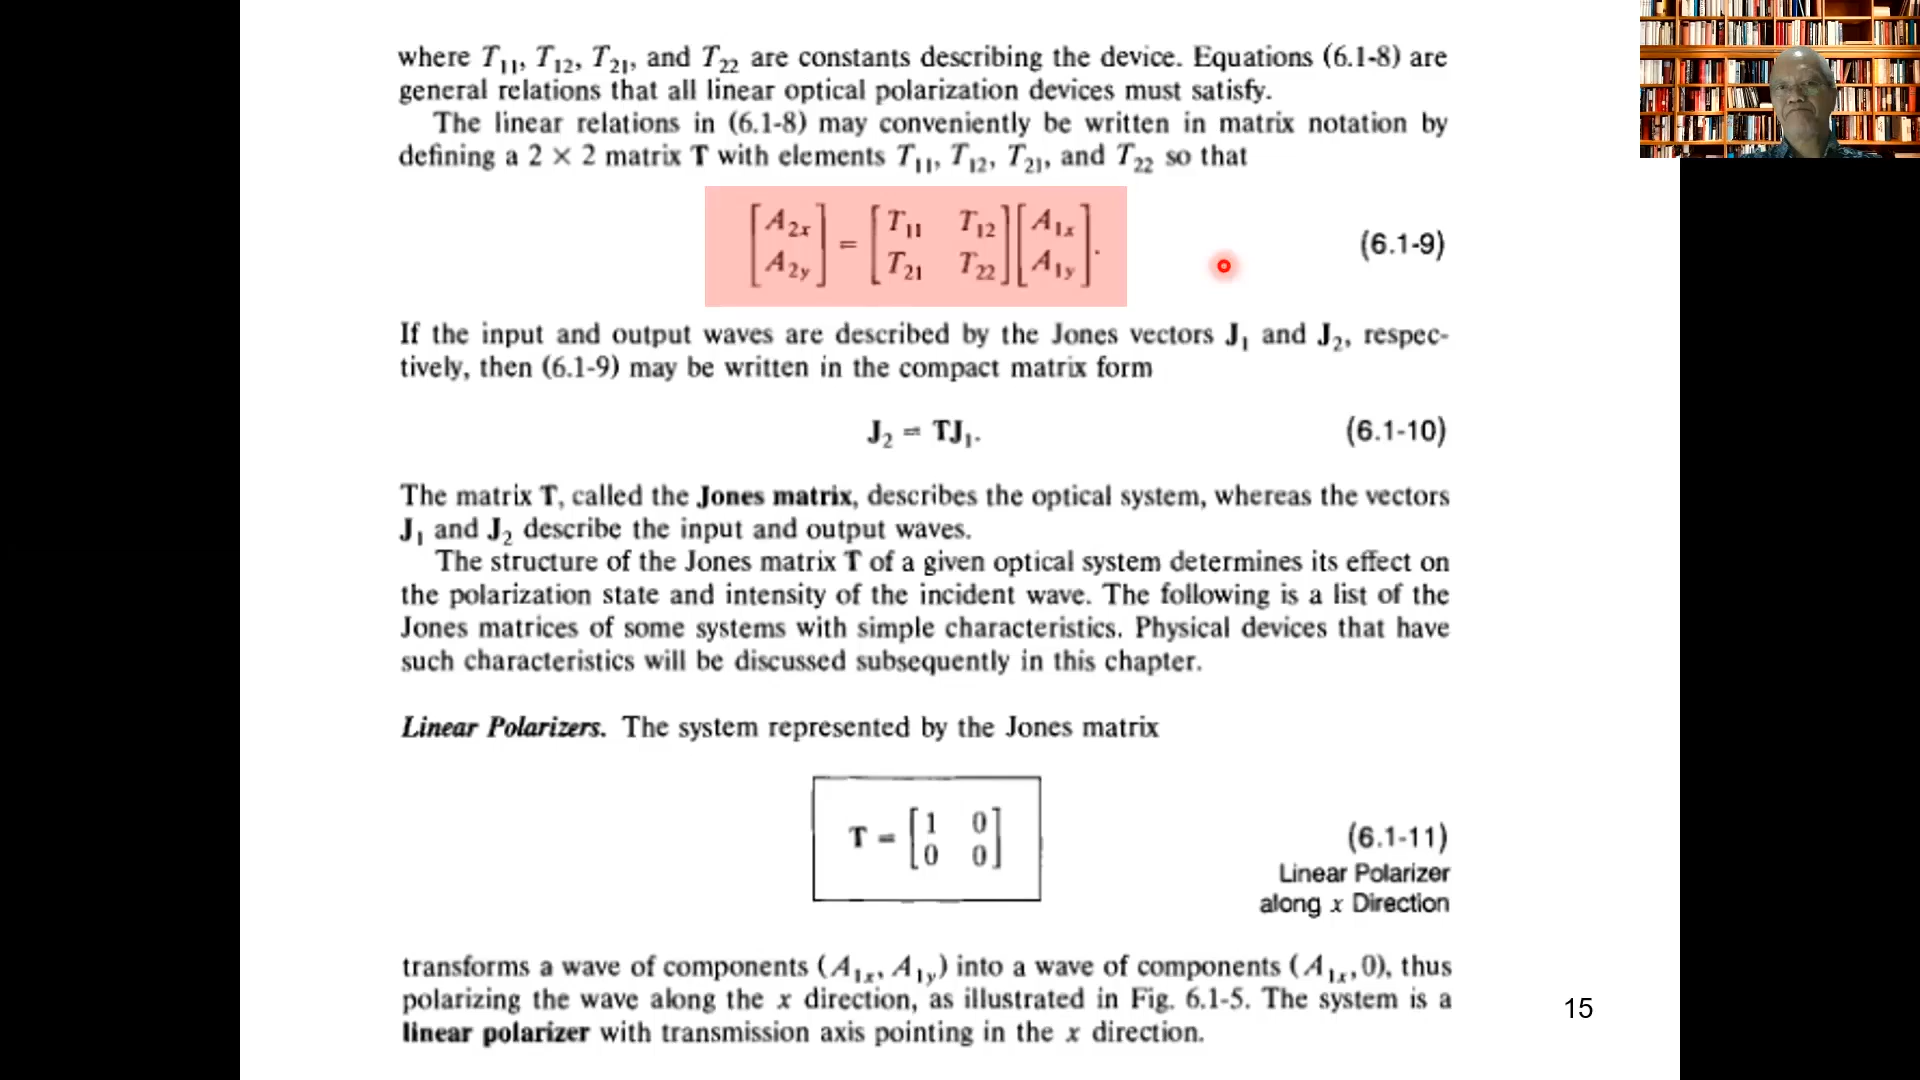 where T₁₁, T₁₂, T₂₁, and T₂₂ are constants describing the device. Equations (6.1-8) are
general relations that all linear optical polarization devices must satisfy.
The linear relations in (6.1-8) may conveniently be written in matrix notation by
defining a 2 × 2 matrix T with elements T₁₁, T₁₂, T₂₁, and T₂₂ so that
[A₂ₓ; A₂y] = [T₁₁ T₁₂; T₂₁ T₂₂][A₁ₓ; A₁y]. (6.1-9)
If the input and output waves are described by the Jones vectors J₁ and J₂, respec-
tively, then (6.1-9) may be written in the compact matrix form
J₂ = TJ₁. (6.1-10)
The matrix T, called the Jones matrix, describes the optical system, whereas the vectors
J₁ and J₂ describe the input and output waves.
The structure of the Jones matrix T of a given optical system determines its effect on
the polarization state and intensity of the incident wave. The following is a list of the
Jones matrices of some systems with simple characteristics. Physical devices that have
such characteristics will be discussed subsequently in this chapter.
Linear Polarizers. The system represented by the Jones matrix
T = [1 0; 0 0] (6.1-11)
Linear Polarizer
along x Direction
transforms a wave of components (A₁ₓ, A₁y) into a wave of components (A₁ₓ, 0), thus
polarizing the wave along the x direction, as illustrated in Fig. 6.1-5. The system is a
linear polarizer with transmission axis pointing in the x direction.
15